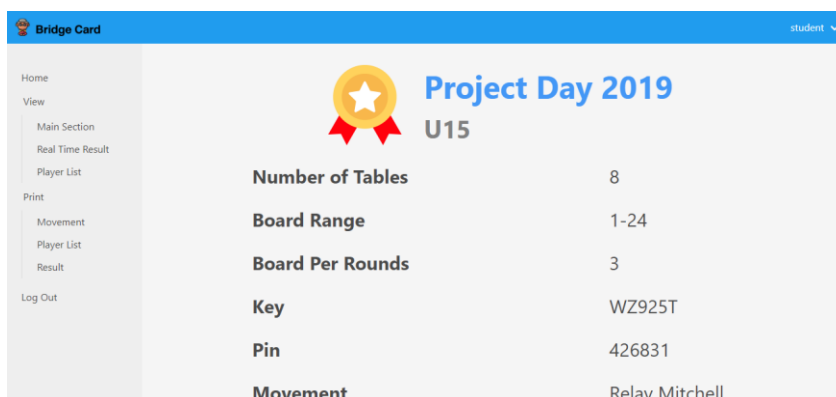 Bridge Card
student
Home
View
Main Section
Real Time Result
Player List
Print
Movement
Player List
Result
Log Out
Project Day 2019
U15
Number of Tables 8
Board Range 1-24
Board Per Rounds 3
Key WZ925T
Pin 426831
Movement Relay Mitchell